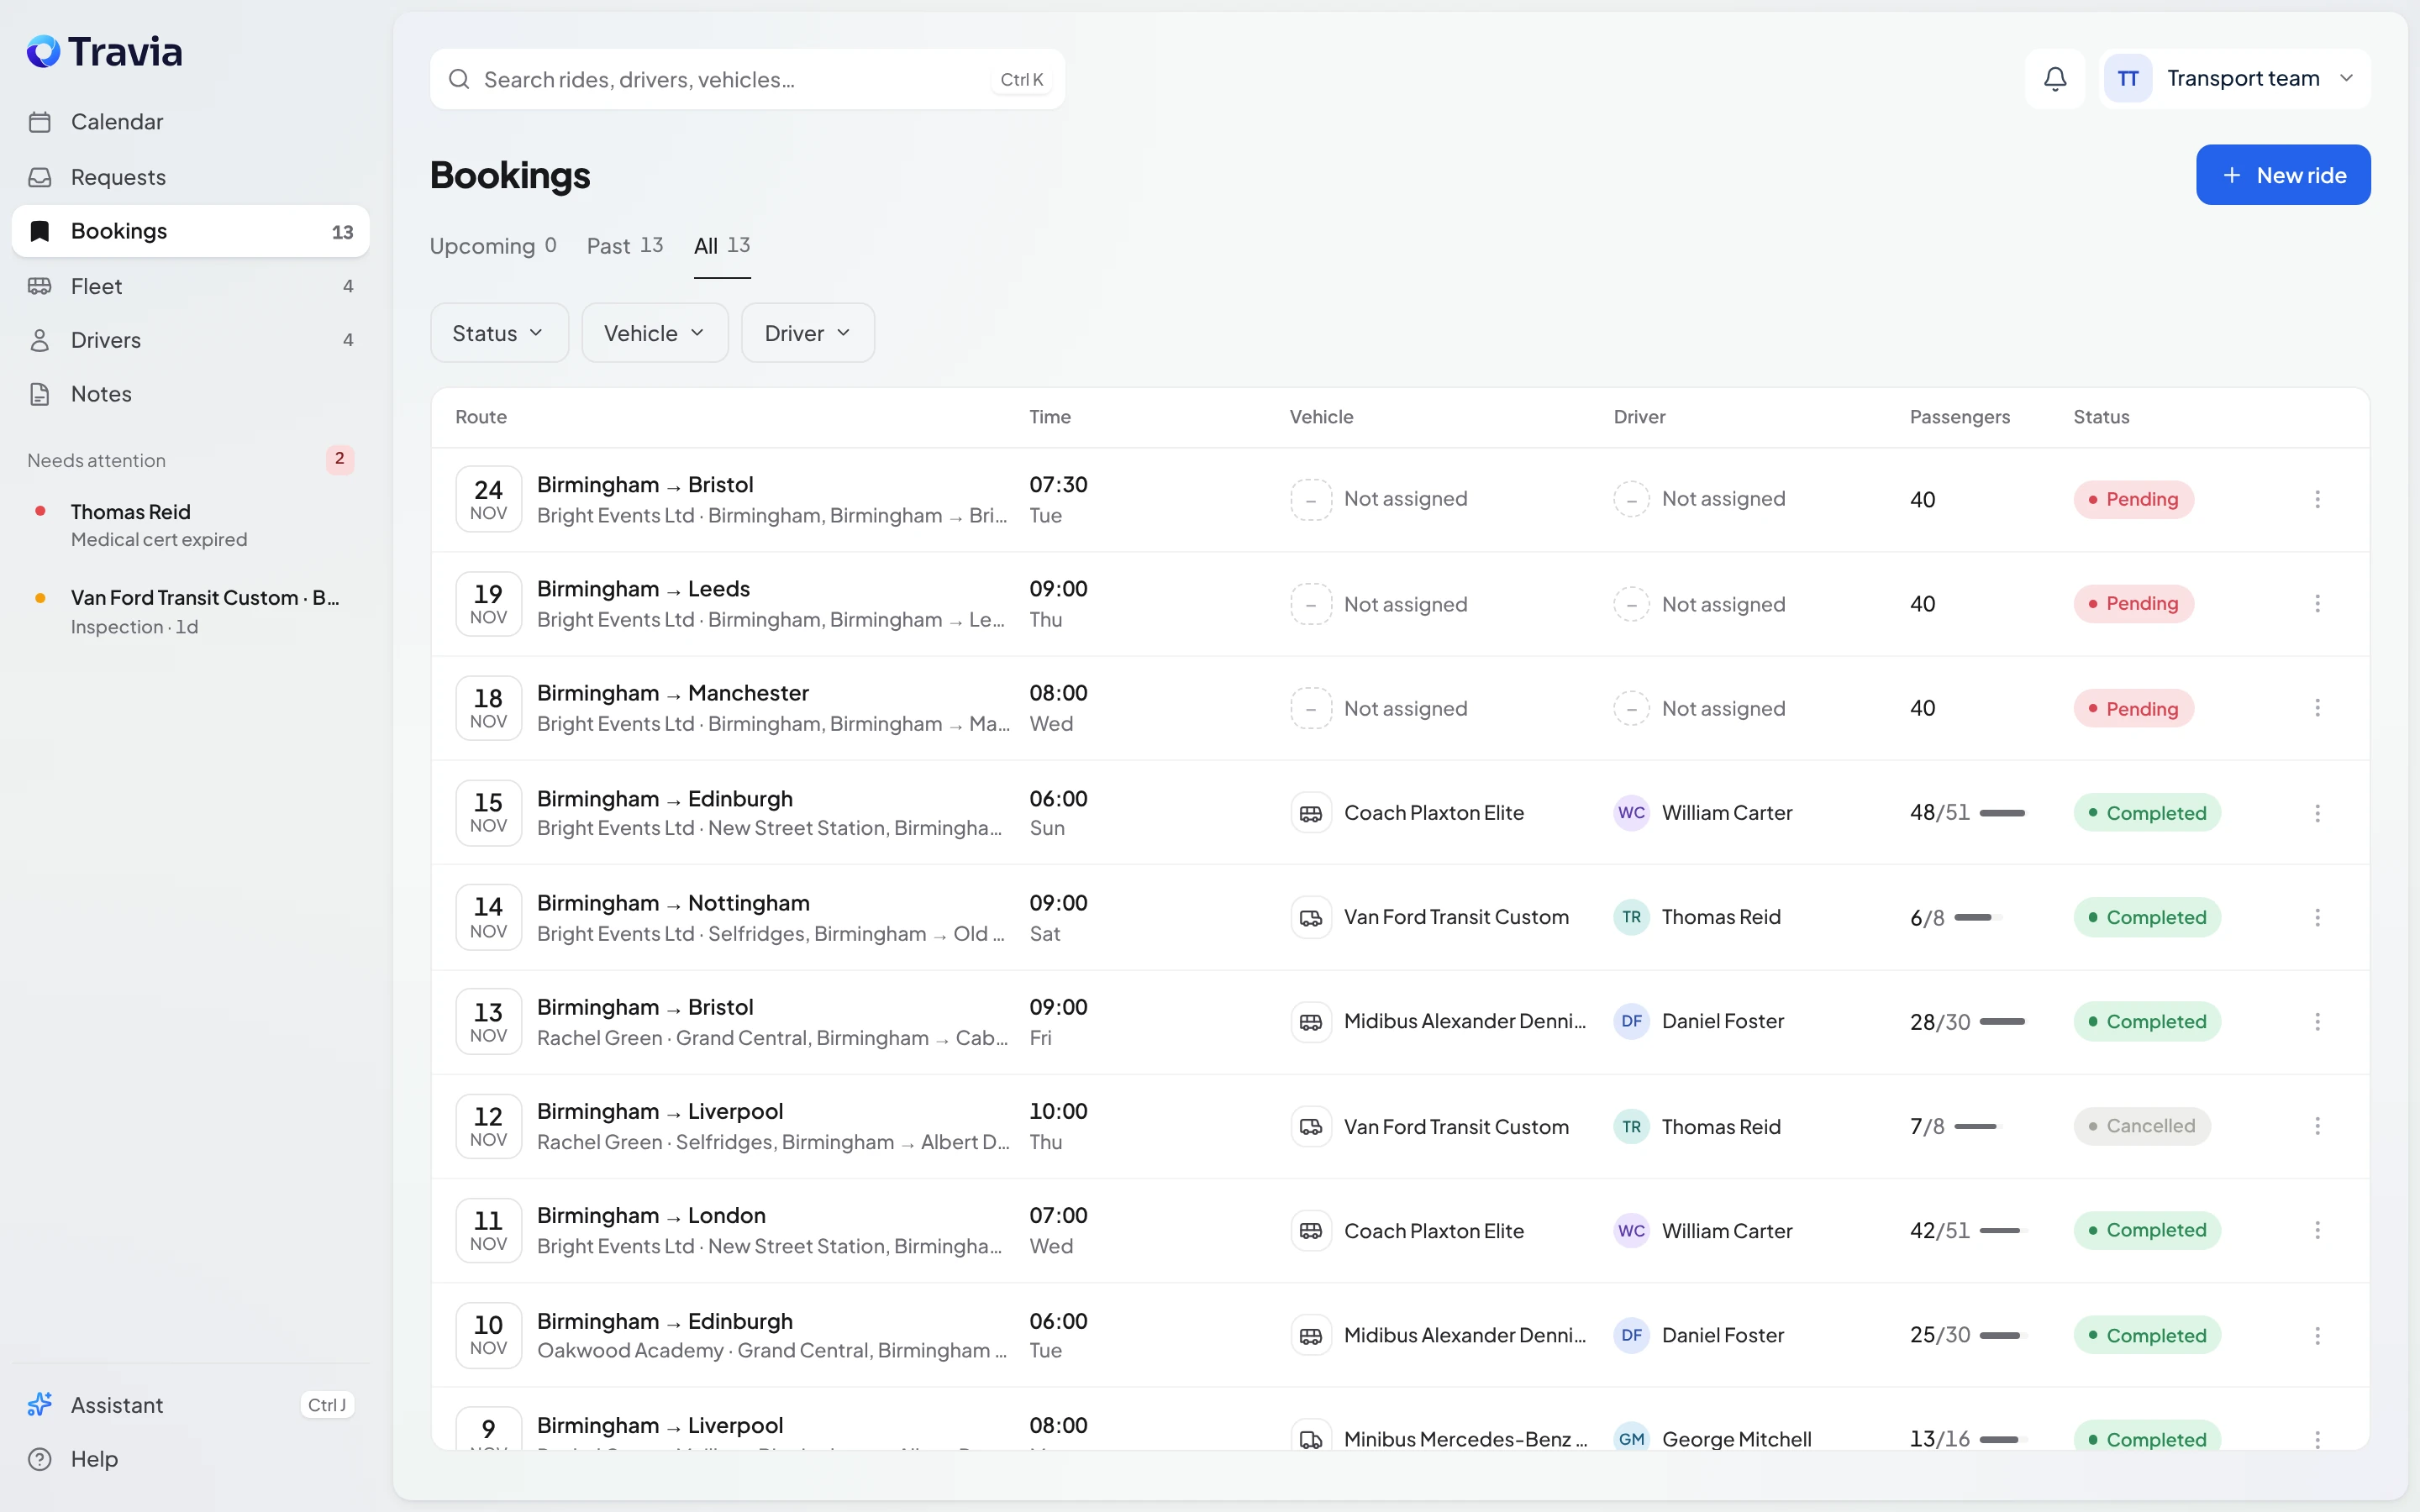 Travia
Calendar
Requests
Bookings 13
Fleet 4
Drivers 4
Notes
Needs attention 2
Thomas Reid
Medical cert expired
Van Ford Transit Custom · B...
Inspection · 1d
Assistant Ctrl J
Help
Search rides, drivers, vehicles... Ctrl K
TT Transport team
Bookings
New ride
Upcoming 0 Past 13 All 13
Status Vehicle Driver
Route Time Vehicle Driver Passengers Status
24 NOV
Birmingham → Bristol
Bright Events Ltd · Birmingham, Birmingham → Bri...
07:30
Tue
– Not assigned
– Not assigned
40
Pending
19 NOV
Birmingham → Leeds
Bright Events Ltd · Birmingham, Birmingham → Le...
09:00
Thu
– Not assigned
– Not assigned
40
Pending
18 NOV
Birmingham → Manchester
Bright Events Ltd · Birmingham, Birmingham → Ma...
08:00
Wed
– Not assigned
– Not assigned
40
Pending
15 NOV
Birmingham → Edinburgh
Bright Events Ltd · New Street Station, Birmingha...
06:00
Sun
Coach Plaxton Elite
WC William Carter
48/51
Completed
14 NOV
Birmingham → Nottingham
Bright Events Ltd · Selfridges, Birmingham → Old ...
09:00
Sat
Van Ford Transit Custom
TR Thomas Reid
6/8
Completed
13 NOV
Birmingham → Bristol
Rachel Green · Grand Central, Birmingham → Cab...
09:00
Fri
Midibus Alexander Denni...
DF Daniel Foster
28/30
Completed
12 NOV
Birmingham → Liverpool
Rachel Green · Selfridges, Birmingham → Albert D...
10:00
Thu
Van Ford Transit Custom
TR Thomas Reid
7/8
Cancelled
11 NOV
Birmingham → London
Bright Events Ltd · New Street Station, Birmingha...
07:00
Wed
Coach Plaxton Elite
WC William Carter
42/51
Completed
10 NOV
Birmingham → Edinburgh
Oakwood Academy · Grand Central, Birmingham ...
06:00
Tue
Midibus Alexander Denni...
DF Daniel Foster
25/30
Completed
9
Birmingham → Liverpool
08:00
Minibus Mercedes-Benz ...
GM George Mitchell
13/16
Completed